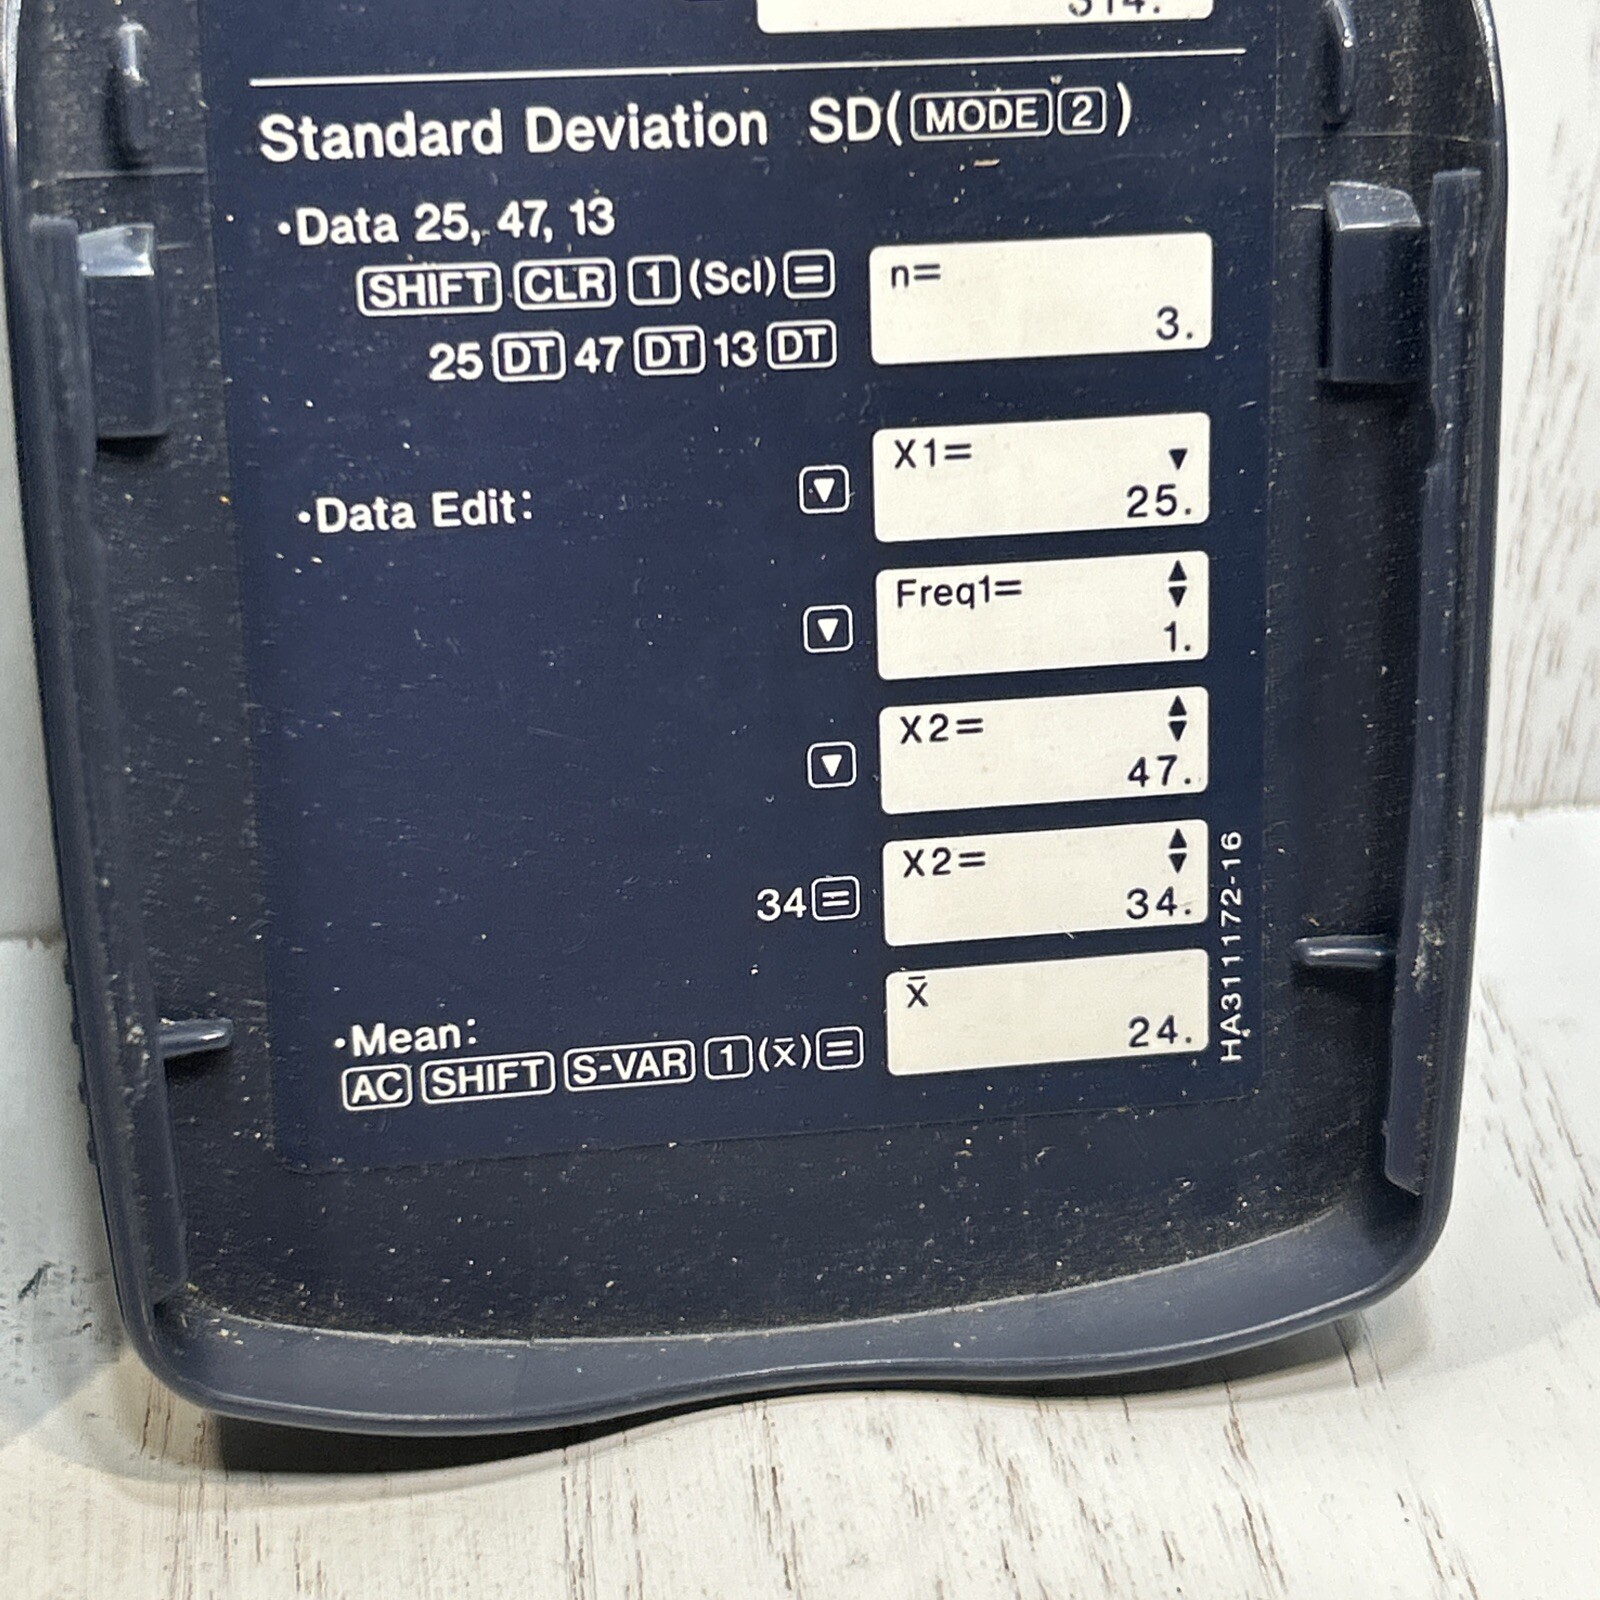 314.
Standard Deviation SD( MODE 2 )
·Data 25, 47, 13
SHIFT CLR 1 (Scl) =
25 DT 47 DT 13 DT
n=
3.
·Data Edit:
▼
X1= ▼
25.
▼
Freq1= ▲▼
1.
▼
X2= ▲▼
47.
34 =
X2= ▲▼
34.
·Mean:
AC SHIFT S-VAR 1 (x̄) =
x̄
24.
HA311172-16